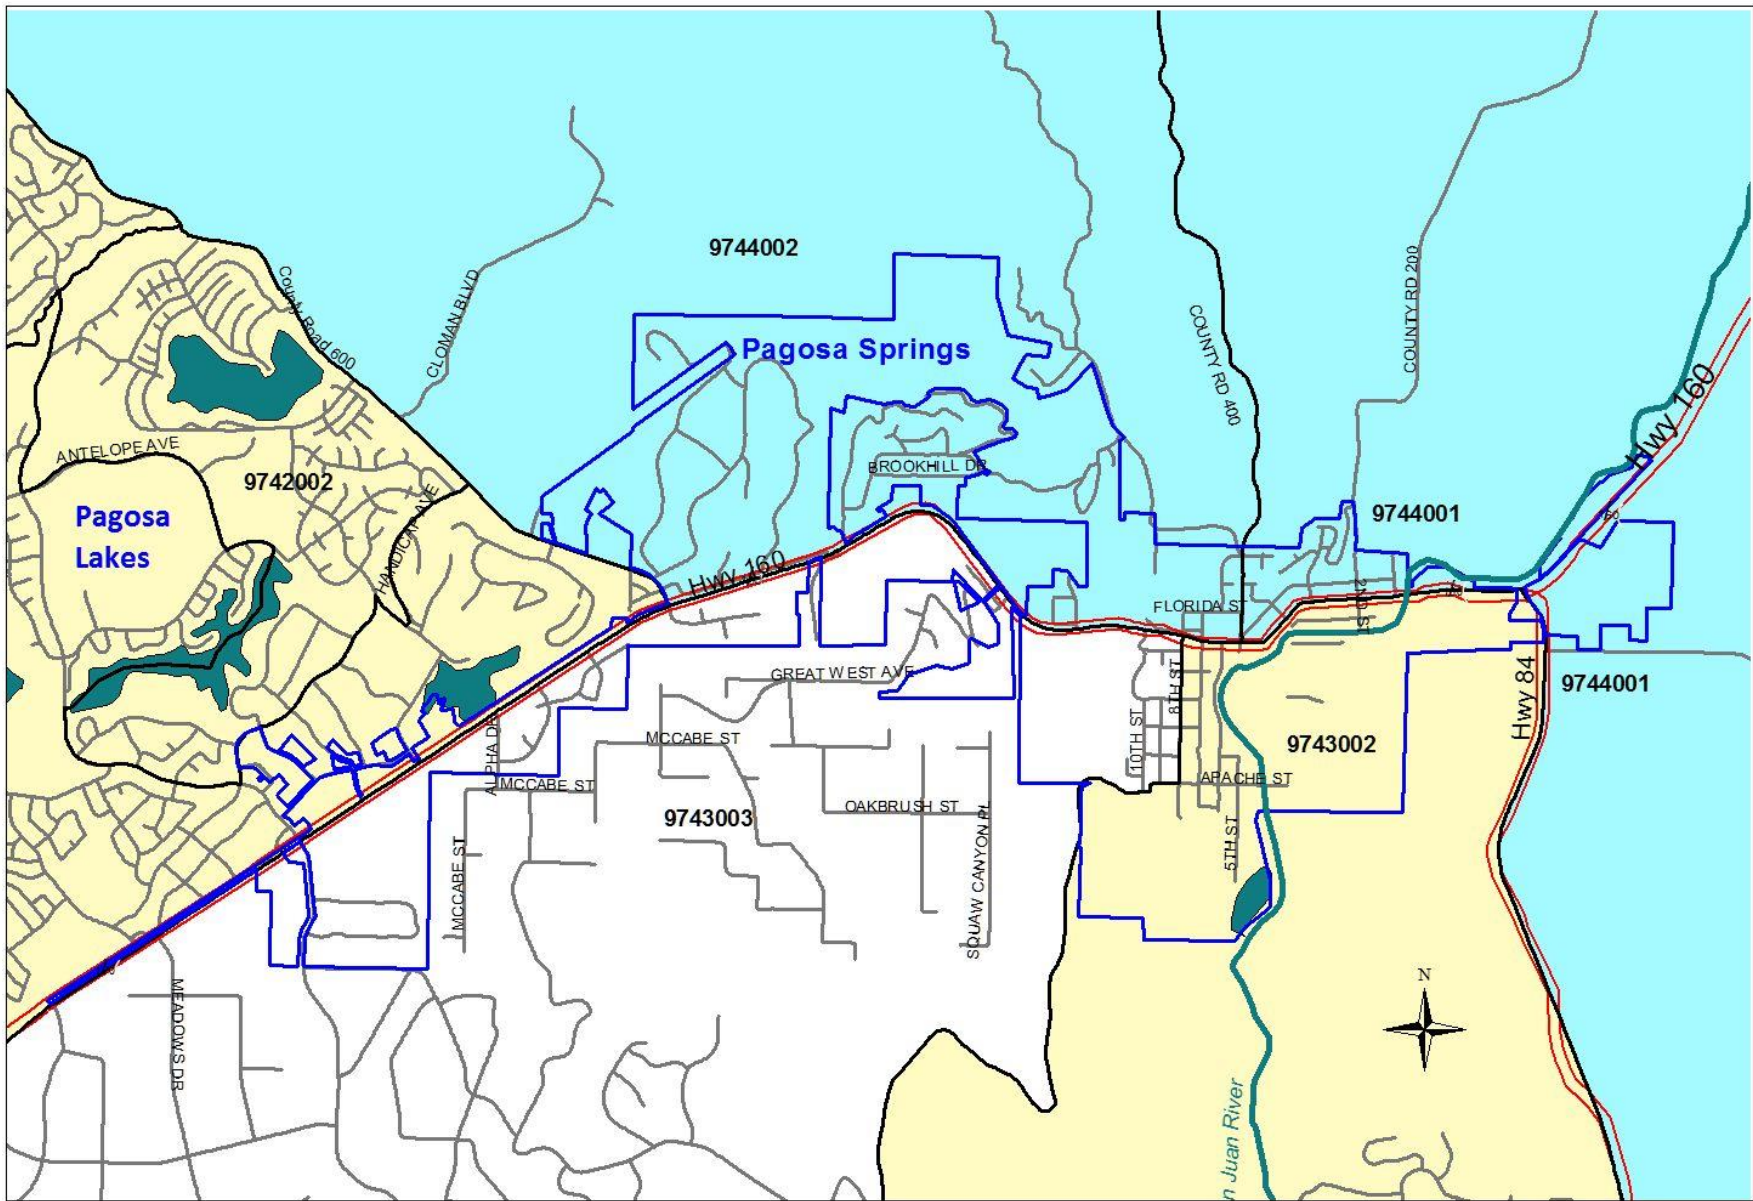 9744002
Pagosa Springs
CLOMAN BLVD
County Road 600
COUNTY RD 400
COUNTY RD 200
Hwy 160
ANTELOPE AVE
9742002
Pagosa
Lakes
HANDICAP AVE
BROOKHILL DR
9744001
Hwy 160
FLORIDA ST
2ND ST
GREAT WEST AVE
8TH ST
Hwy 84
9744001
10TH ST
9743002
MCCABE ST
ALPHA DR
MCCABE ST
APACHE ST
9743003
OAKBRUSH ST
MCCABE ST
SQUAW CANYON PL
5TH ST
MEADOWS DR
N
n Juan River